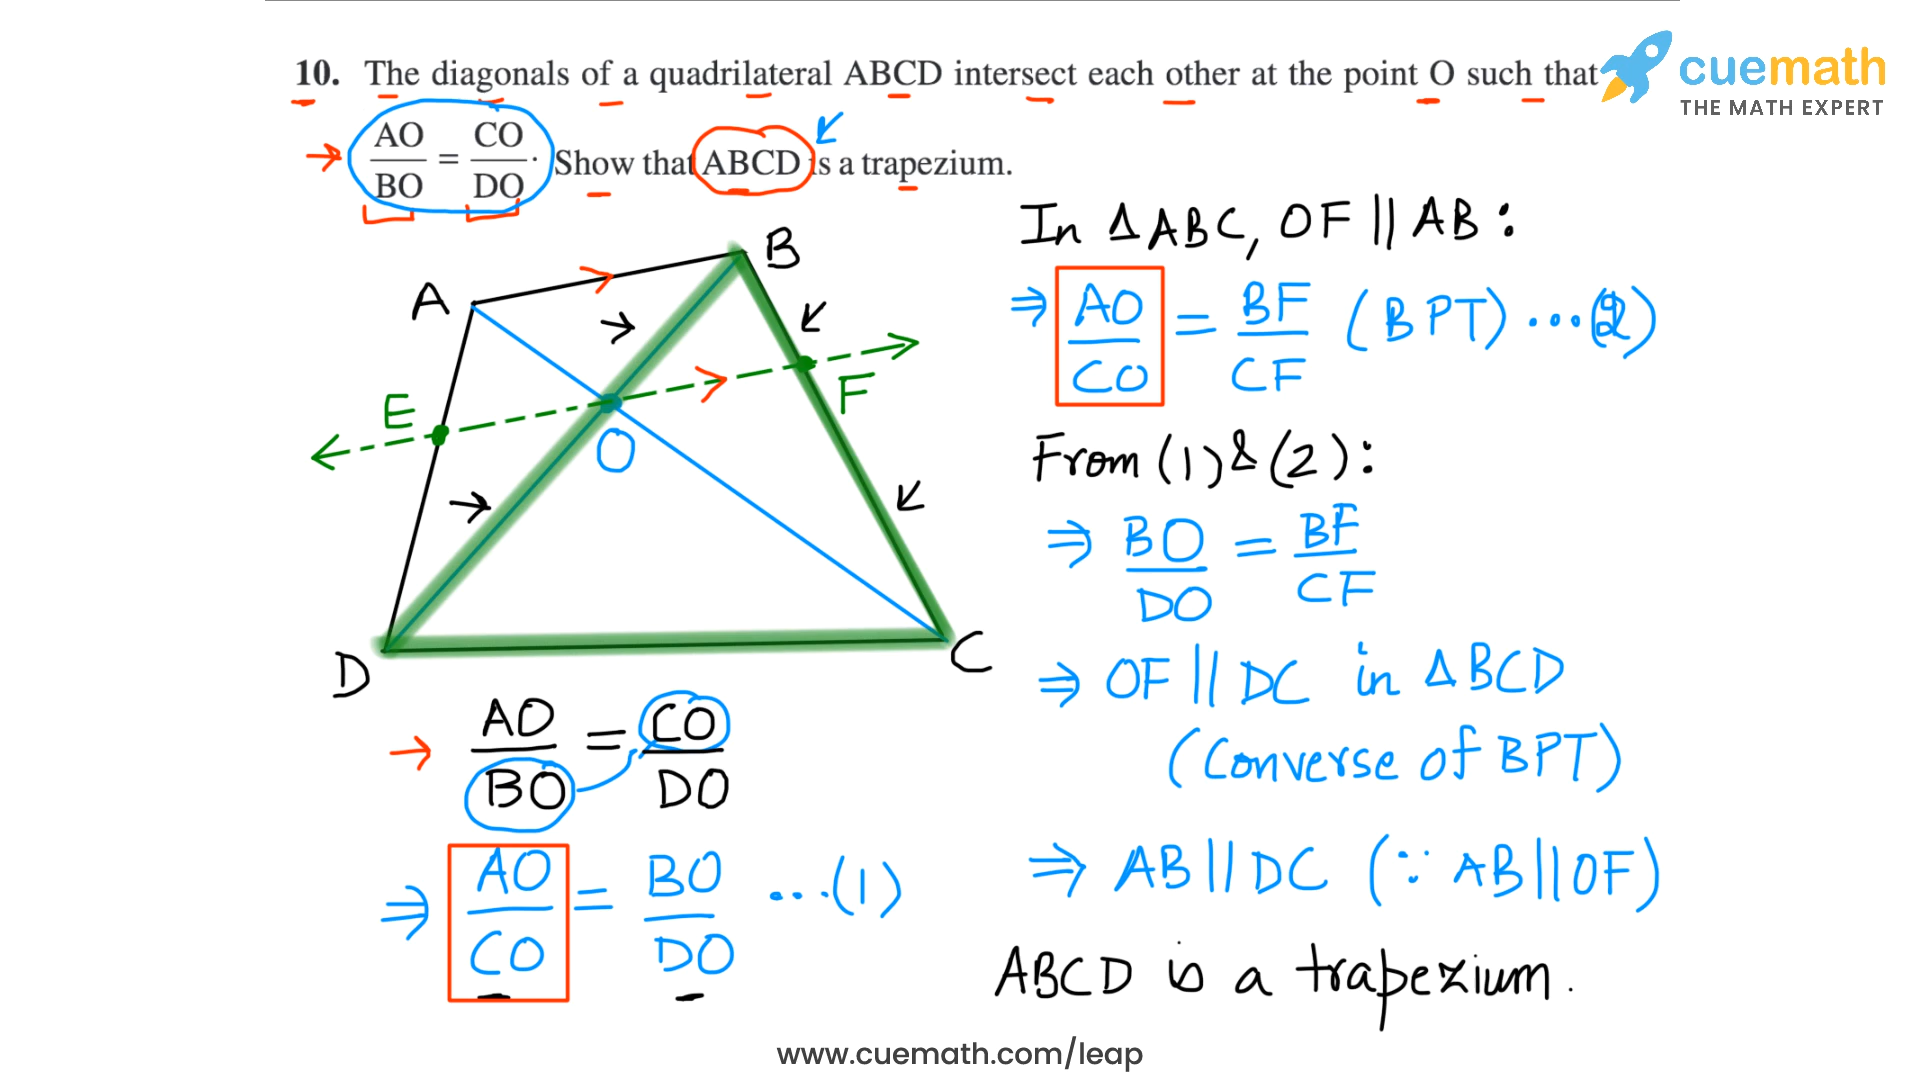 10. The diagonals of a quadrilateral ABCD intersect each other at the point O such that
AO/BO = CO/DO. Show that ABCD is a trapezium.
cuemath
THE MATH EXPERT
A
B
E
F
O
D
C
AO/BO = CO/DO
⇒ AO/CO = BO/DO ...(1)
In ΔABC, OF || AB :
⇒ AO/CO = BF/CF (BPT) ...(2)
From (1) & (2) :
⇒ BO/DO = BF/CF
⇒ OF || DC in ΔBCD
(Converse of BPT)
⇒ AB || DC (∵ AB || OF)
ABCD is a trapezium.
www.cuemath.com/leap